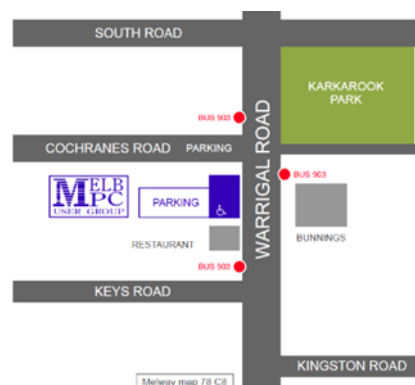 SOUTH ROAD
KARKAROOK
PARK
BUS 903
WARRIGAL ROAD
COCHRANES ROAD
PARKING
BUS 903
MELB
PC
USER GROUP
PARKING
RESTAURANT
BUNNINGS
BUS 903
KEYS ROAD
KINGSTON ROAD
Melway map 78 C8